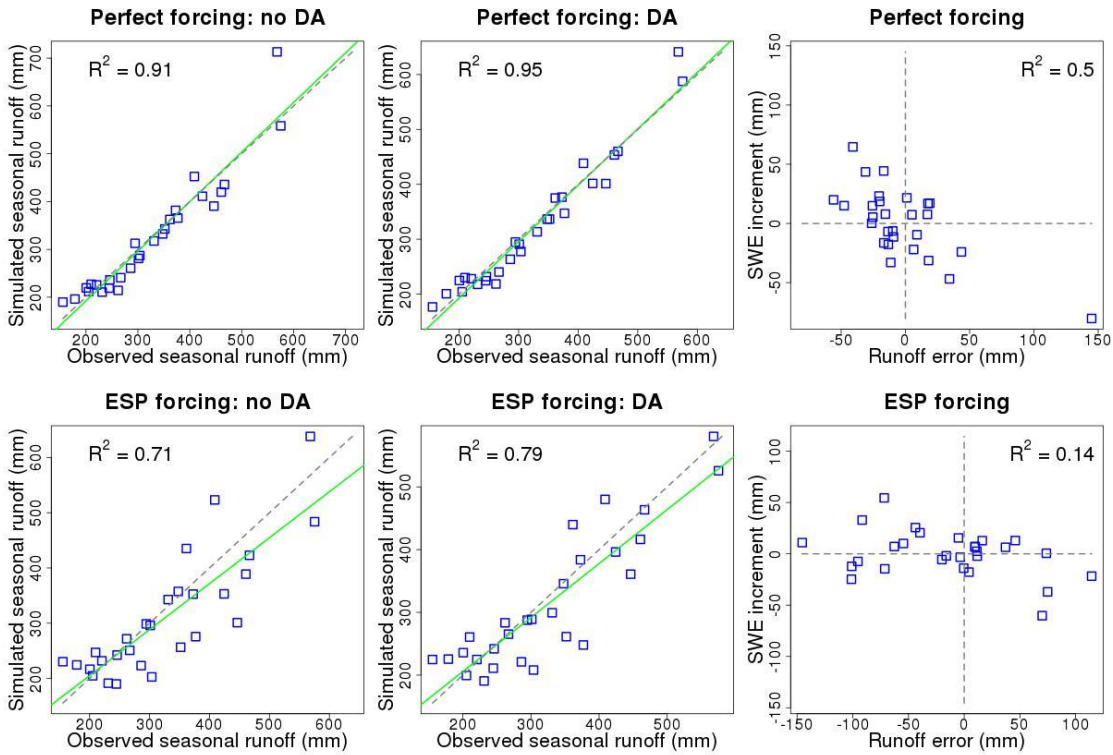 Perfect forcing: no DA
R² = 0.91
Simulated seasonal runoff (mm)
200 300 400 500 600 700
200 300 400 500 600 700
Observed seasonal runoff (mm)
Perfect forcing: DA
R² = 0.95
Simulated seasonal runoff (mm)
200 300 400 500 600
200 300 400 500 600
Observed seasonal runoff (mm)
Perfect forcing
R² = 0.5
SWE increment (mm)
-50 0 50 100 150
-50 0 50 100 150
Runoff error (mm)
ESP forcing: no DA
R² = 0.71
Simulated seasonal runoff (mm)
200 300 400 500 600
200 300 400 500 600
Observed seasonal runoff (mm)
ESP forcing: DA
R² = 0.79
Simulated seasonal runoff (mm)
200 300 400 500
200 300 400 500
Observed seasonal runoff (mm)
ESP forcing
R² = 0.14
SWE increment (mm)
-150 -100 -50 0 50 100
-150 -100 -50 0 50 100
Runoff error (mm)